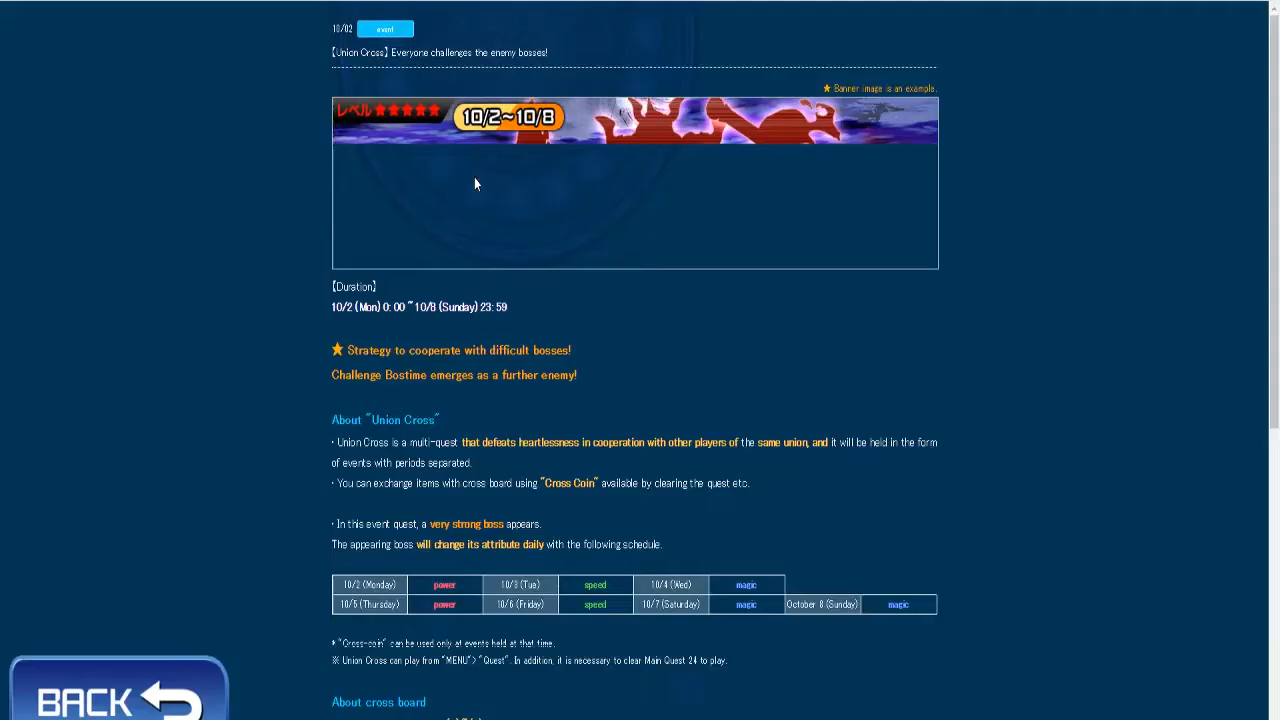 10/02 event
【Union Cross】 Everyone challenges the enemy bosses!
★ Banner image is an example.
レベル★★★★★ 10/2~10/8
【Duration】
10/2 (Mon) 0: 00 ~ 10/8 (Sunday) 23: 59
★ Strategy to cooperate with difficult bosses!
Challenge Bostime emerges as a further enemy!
About "Union Cross"
· Union Cross is a multi-quest that defeats heartlessness in cooperation with other players of the same union, and it will be held in the form
of events with periods separated.
· You can exchange items with cross board using "Cross Coin" available by clearing the quest etc.
· In this event quest, a very strong boss appears.
The appearing boss will change its attribute daily with the following schedule.
10/2 (Monday) power 10/3 (Tue) speed 10/4 (Wed) magic
10/5 (Thursday) power 10/6 (Friday) speed 10/7 (Saturday) magic October 8 (Sunday) magic
* "Cross-coin" can be used only at events held at that time.
※ Union Cross can play from "MENU"> "Quest". In addition, it is necessary to clear Main Quest 24 to play.
BACK
About cross board